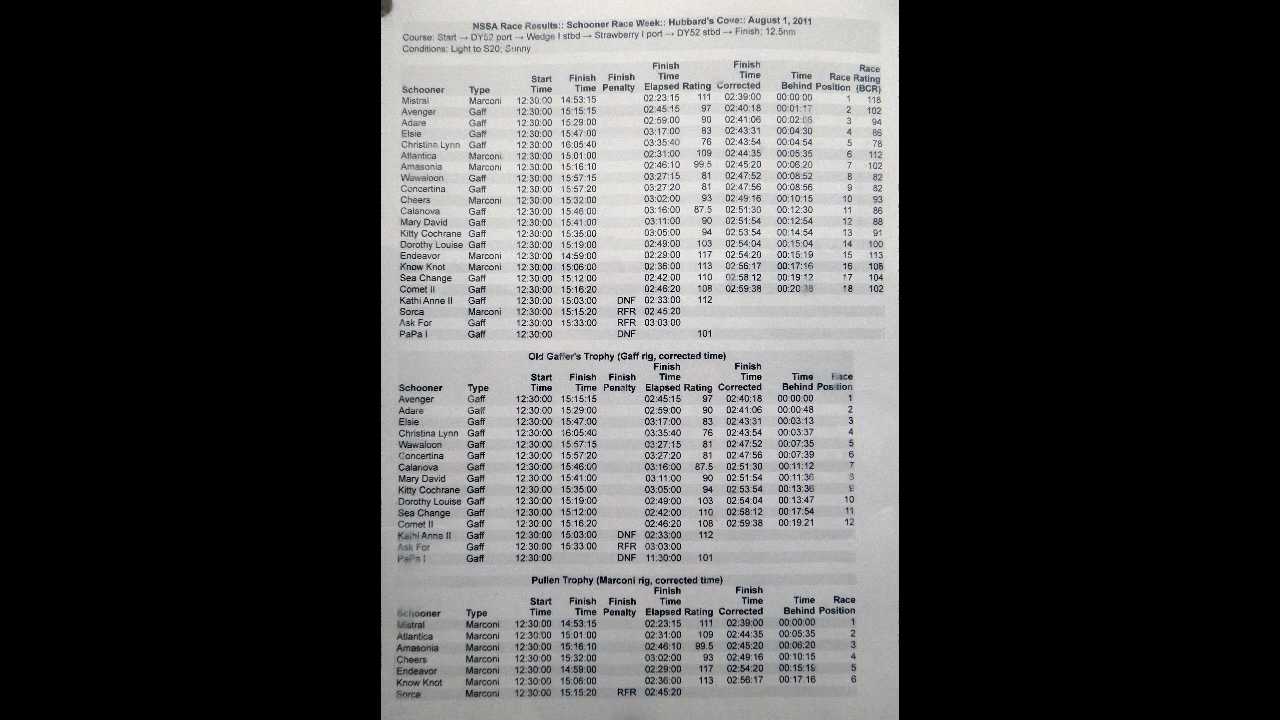 NSSA Race Results:: Schooner Race Week:: Hubbard's Cove:: August 1, 2011
Course: Start → DY52 port → Wedge I stbd → Strawberry I port → DY52 stbd → Finish; 12.5nm
Conditions: Light to S20; Sunny
Schooner Type Start Time Finish Time Finish Penalty Finish Time Elapsed Rating Finish Time Corrected Time Behind Race Position Race Rating (BCR)
Mistral Marconi 12:30:00 14:53:15 02:23:15 111 02:39:00 00:00:00 1 118
Avenger Gaff 12:30:00 15:15:15 02:45:15 97 02:40:18 00:01:17 2 102
Adare Gaff 12:30:00 15:29:00 02:59:00 90 02:41:06 00:02:06 3 94
Elsie Gaff 12:30:00 15:47:00 03:17:00 83 02:43:31 00:04:30 4 86
Christina Lynn Gaff 12:30:00 16:05:40 03:35:40 76 02:43:54 00:04:54 5 78
Atlantica Marconi 12:30:00 15:01:00 02:31:00 109 02:44:35 00:05:35 6 112
Amasonia Marconi 12:30:00 15:16:10 02:46:10 99.5 02:45:20 00:06:20 7 102
Wawaloon Gaff 12:30:00 15:57:15 03:27:15 81 02:47:52 00:08:52 8 82
Concertina Gaff 12:30:00 15:57:20 03:27:20 81 02:47:56 00:08:56 9 82
Cheers Marconi 12:30:00 15:32:00 03:02:00 93 02:49:16 00:10:15 10 93
Calanova Gaff 12:30:00 15:46:00 03:16:00 87.5 02:51:30 00:12:30 11 86
Mary David Gaff 12:30:00 15:41:00 03:11:00 90 02:51:54 00:12:54 12 88
Kitty Cochrane Gaff 12:30:00 15:35:00 03:05:00 94 02:53:54 00:14:54 13 91
Dorothy Louise Gaff 12:30:00 15:19:00 02:49:00 103 02:54:04 00:15:04 14 100
Endeavor Marconi 12:30:00 14:59:00 02:29:00 117 02:54:20 00:15:19 15 113
Know Knot Marconi 12:30:00 15:06:00 02:36:00 113 02:56:17 00:17:16 16 108
Sea Change Gaff 12:30:00 15:12:00 02:42:00 110 02:58:12 00:19:12 17 104
Comet II Gaff 12:30:00 15:16:20 02:46:20 108 02:59:38 00:20:38 18 102
Kathi Anne II Gaff 12:30:00 15:03:00 DNF 02:33:00 112
Sorca Marconi 12:30:00 15:15:20 RFR 02:45:20
Ask For Gaff 12:30:00 15:33:00 RFR 03:03:00
PaPa I Gaff 12:30:00 DNF 101
Old Gaffer's Trophy (Gaff rig, corrected time)
Schooner Type Start Time Finish Time Finish Penalty Finish Time Elapsed Rating Finish Time Corrected Time Behind Race Position
Avenger Gaff 12:30:00 15:15:15 02:45:15 97 02:40:18 00:00:00 1
Adare Gaff 12:30:00 15:29:00 02:59:00 90 02:41:06 00:00:48 2
Elsie Gaff 12:30:00 15:47:00 03:17:00 83 02:43:31 00:03:13 3
Christina Lynn Gaff 12:30:00 16:05:40 03:35:40 76 02:43:54 00:03:37 4
Wawaloon Gaff 12:30:00 15:57:15 03:27:15 81 02:47:52 00:07:35 5
Concertina Gaff 12:30:00 15:57:20 03:27:20 81 02:47:56 00:07:39 6
Calanova Gaff 12:30:00 15:46:00 03:16:00 87.5 02:51:30 00:11:12 7
Mary David Gaff 12:30:00 15:41:00 03:11:00 90 02:51:54 00:11:36 8
Kitty Cochrane Gaff 12:30:00 15:35:00 03:05:00 94 02:53:54 00:13:36 9
Dorothy Louise Gaff 12:30:00 15:19:00 02:49:00 103 02:54:04 00:13:47 10
Sea Change Gaff 12:30:00 15:12:00 02:42:00 110 02:58:12 00:17:54 11
Comet II Gaff 12:30:00 15:16:20 02:46:20 108 02:59:38 00:19:21 12
Kathi Anne II Gaff 12:30:00 15:03:00 DNF 02:33:00 112
Ask For Gaff 12:30:00 15:33:00 RFR 03:03:00
PaPa I Gaff 12:30:00 DNF 11:30:00 101
Pullen Trophy (Marconi rig, corrected time)
Schooner Type Start Time Finish Time Finish Penalty Finish Time Elapsed Rating Finish Time Corrected Time Behind Race Position
Mistral Marconi 12:30:00 14:53:15 02:23:15 111 02:39:00 00:00:00 1
Atlantica Marconi 12:30:00 15:01:00 02:31:00 109 02:44:35 00:05:35 2
Amasonia Marconi 12:30:00 15:16:10 02:46:10 99.5 02:45:20 00:06:20 3
Cheers Marconi 12:30:00 15:32:00 03:02:00 93 02:49:16 00:10:15 4
Endeavor Marconi 12:30:00 14:59:00 02:29:00 117 02:54:20 00:15:19 5
Know Knot Marconi 12:30:00 15:06:00 02:36:00 113 02:56:17 00:17:16 6
Sorca Marconi 12:30:00 15:15:20 RFR 02:45:20